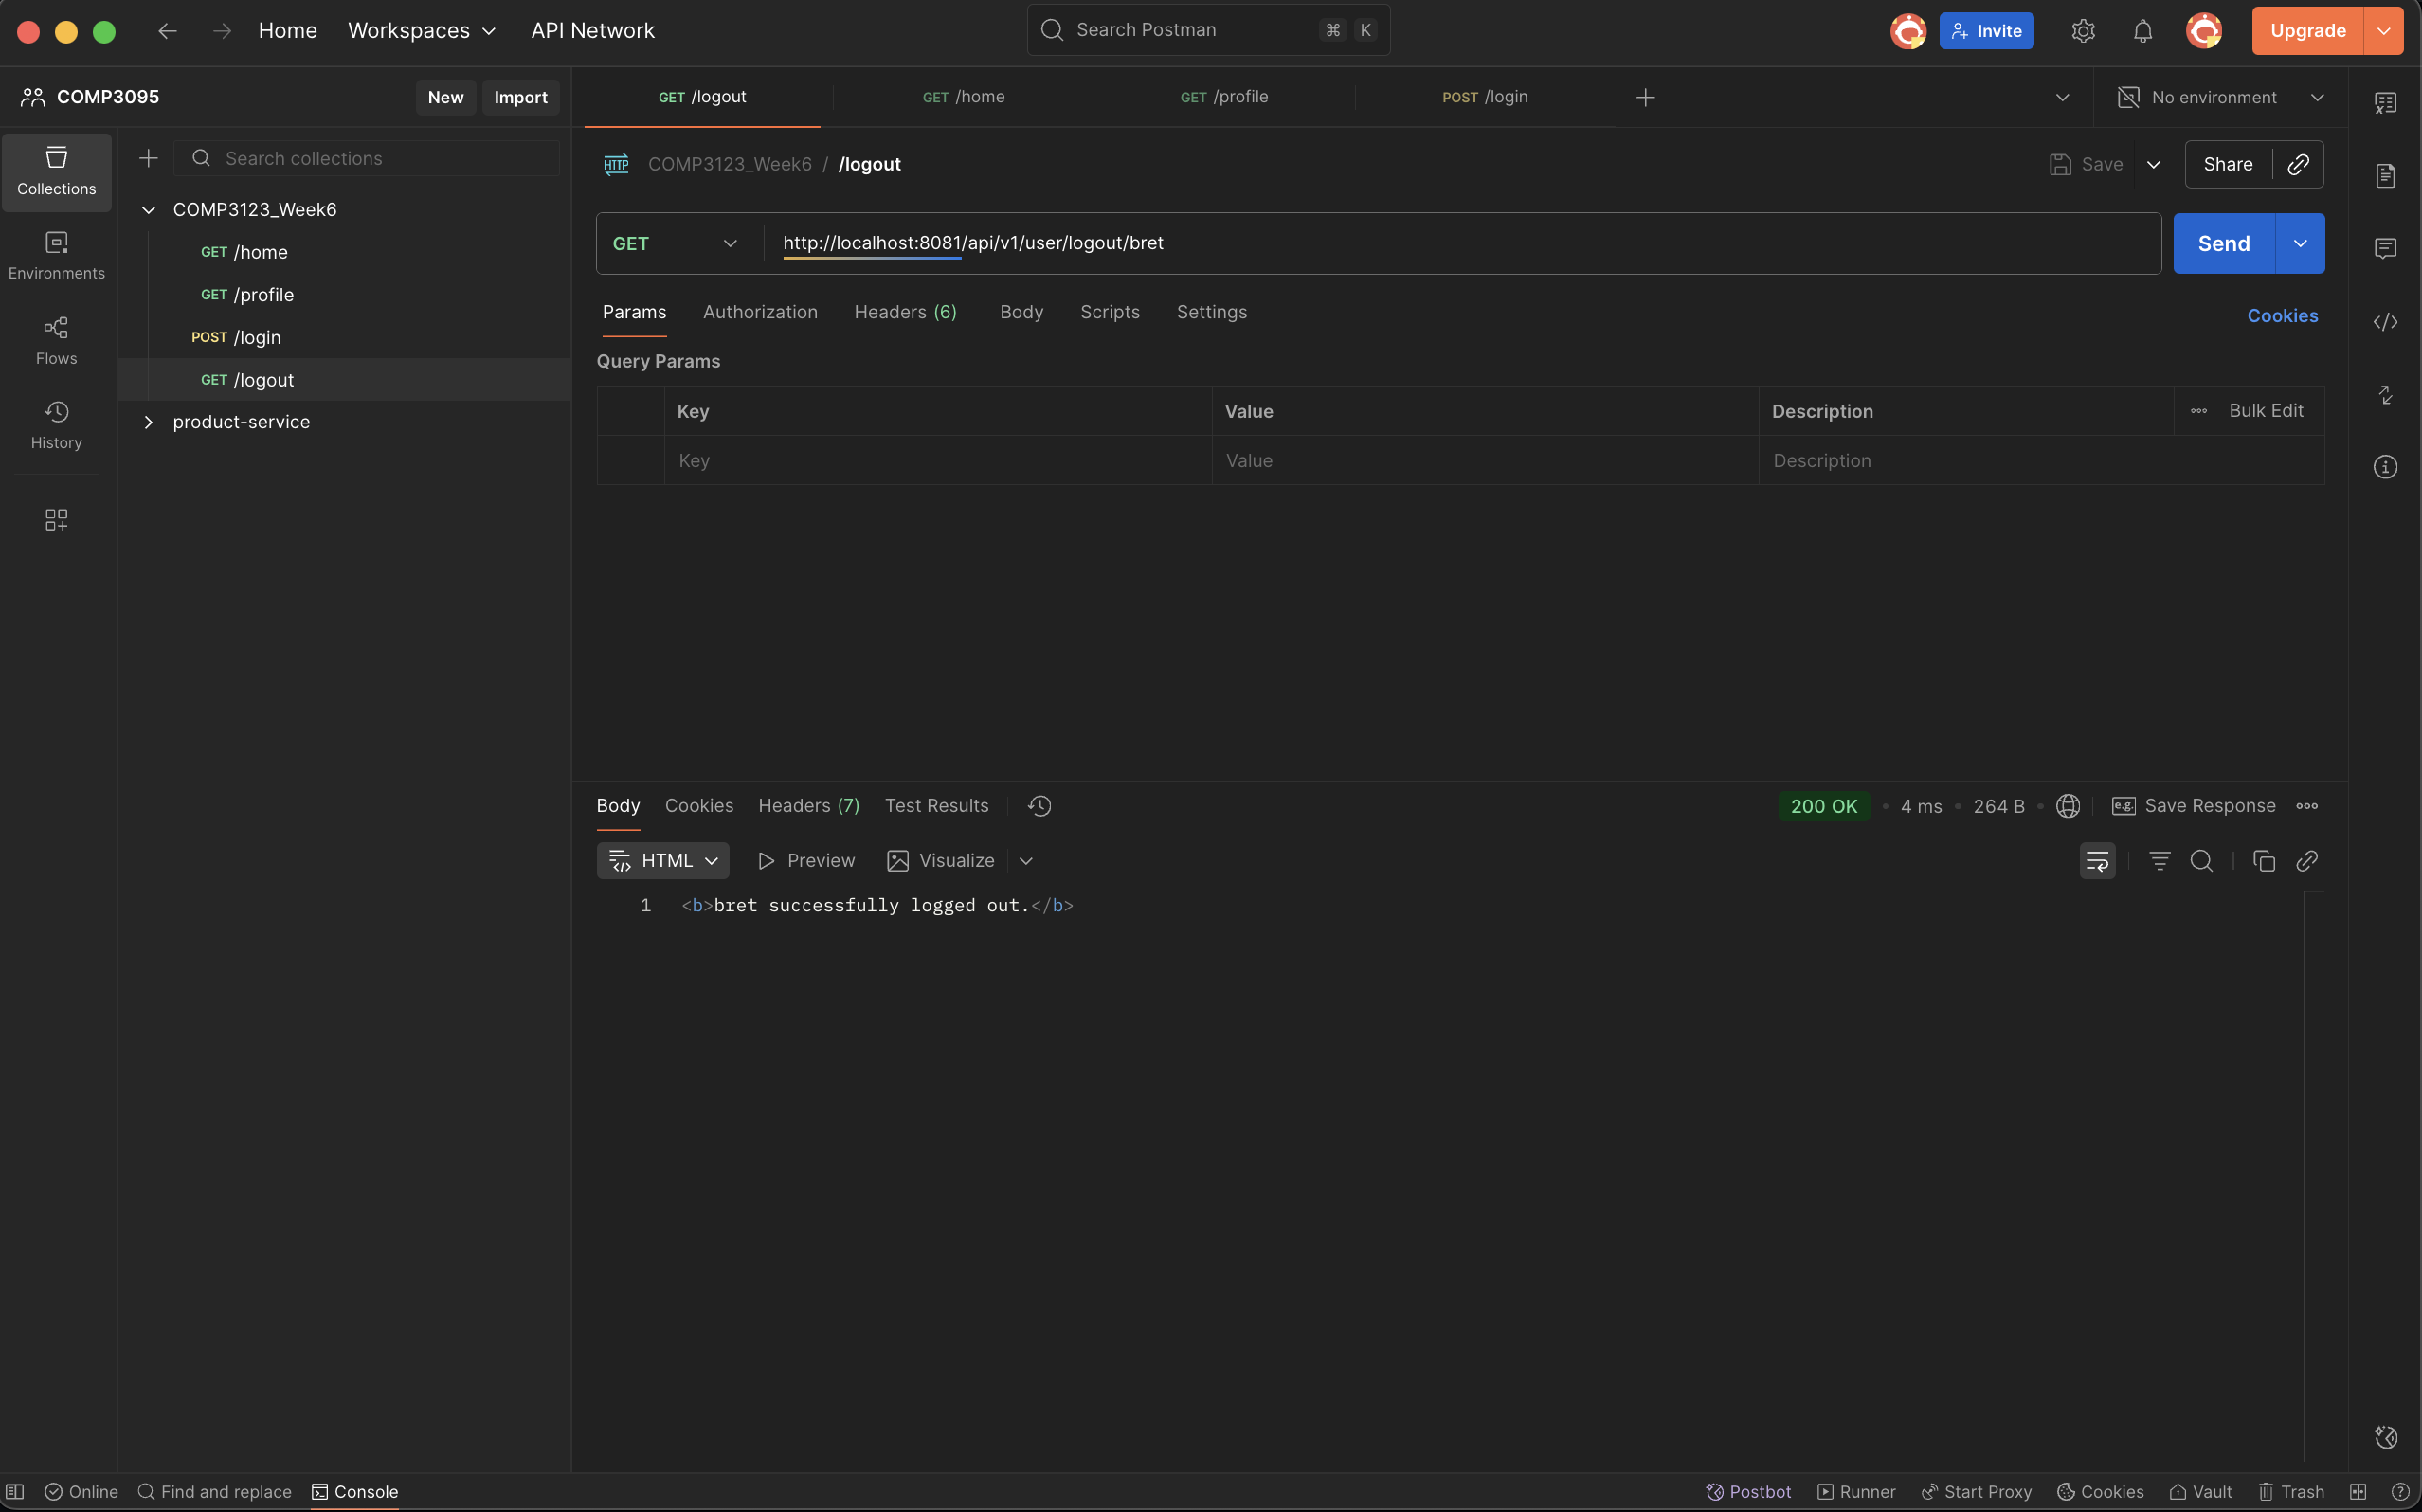 Home Workspaces API Network Search Postman ⌘ K Invite Upgrade
COMP3095 New Import GET /logout GET /home GET /profile POST /login No environment
Collections
Search collections
HTTP COMP3123_Week6 / /logout Save Share
COMP3123_Week6
GET /home
GET /profile
POST /login
GET /logout
product-service
Environments
Flows
History
GET http://localhost:8081/api/v1/user/logout/bret Send
Params Authorization Headers (6) Body Scripts Settings Cookies
Query Params
Key Value Description Bulk Edit
Key Value Description
Body Cookies Headers (7) Test Results 200 OK • 4 ms • 264 B • e.g. Save Response
HTML Preview Visualize
1 <b>bret successfully logged out.</b>
Online Find and replace Console Postbot Runner Start Proxy Cookies Vault Trash